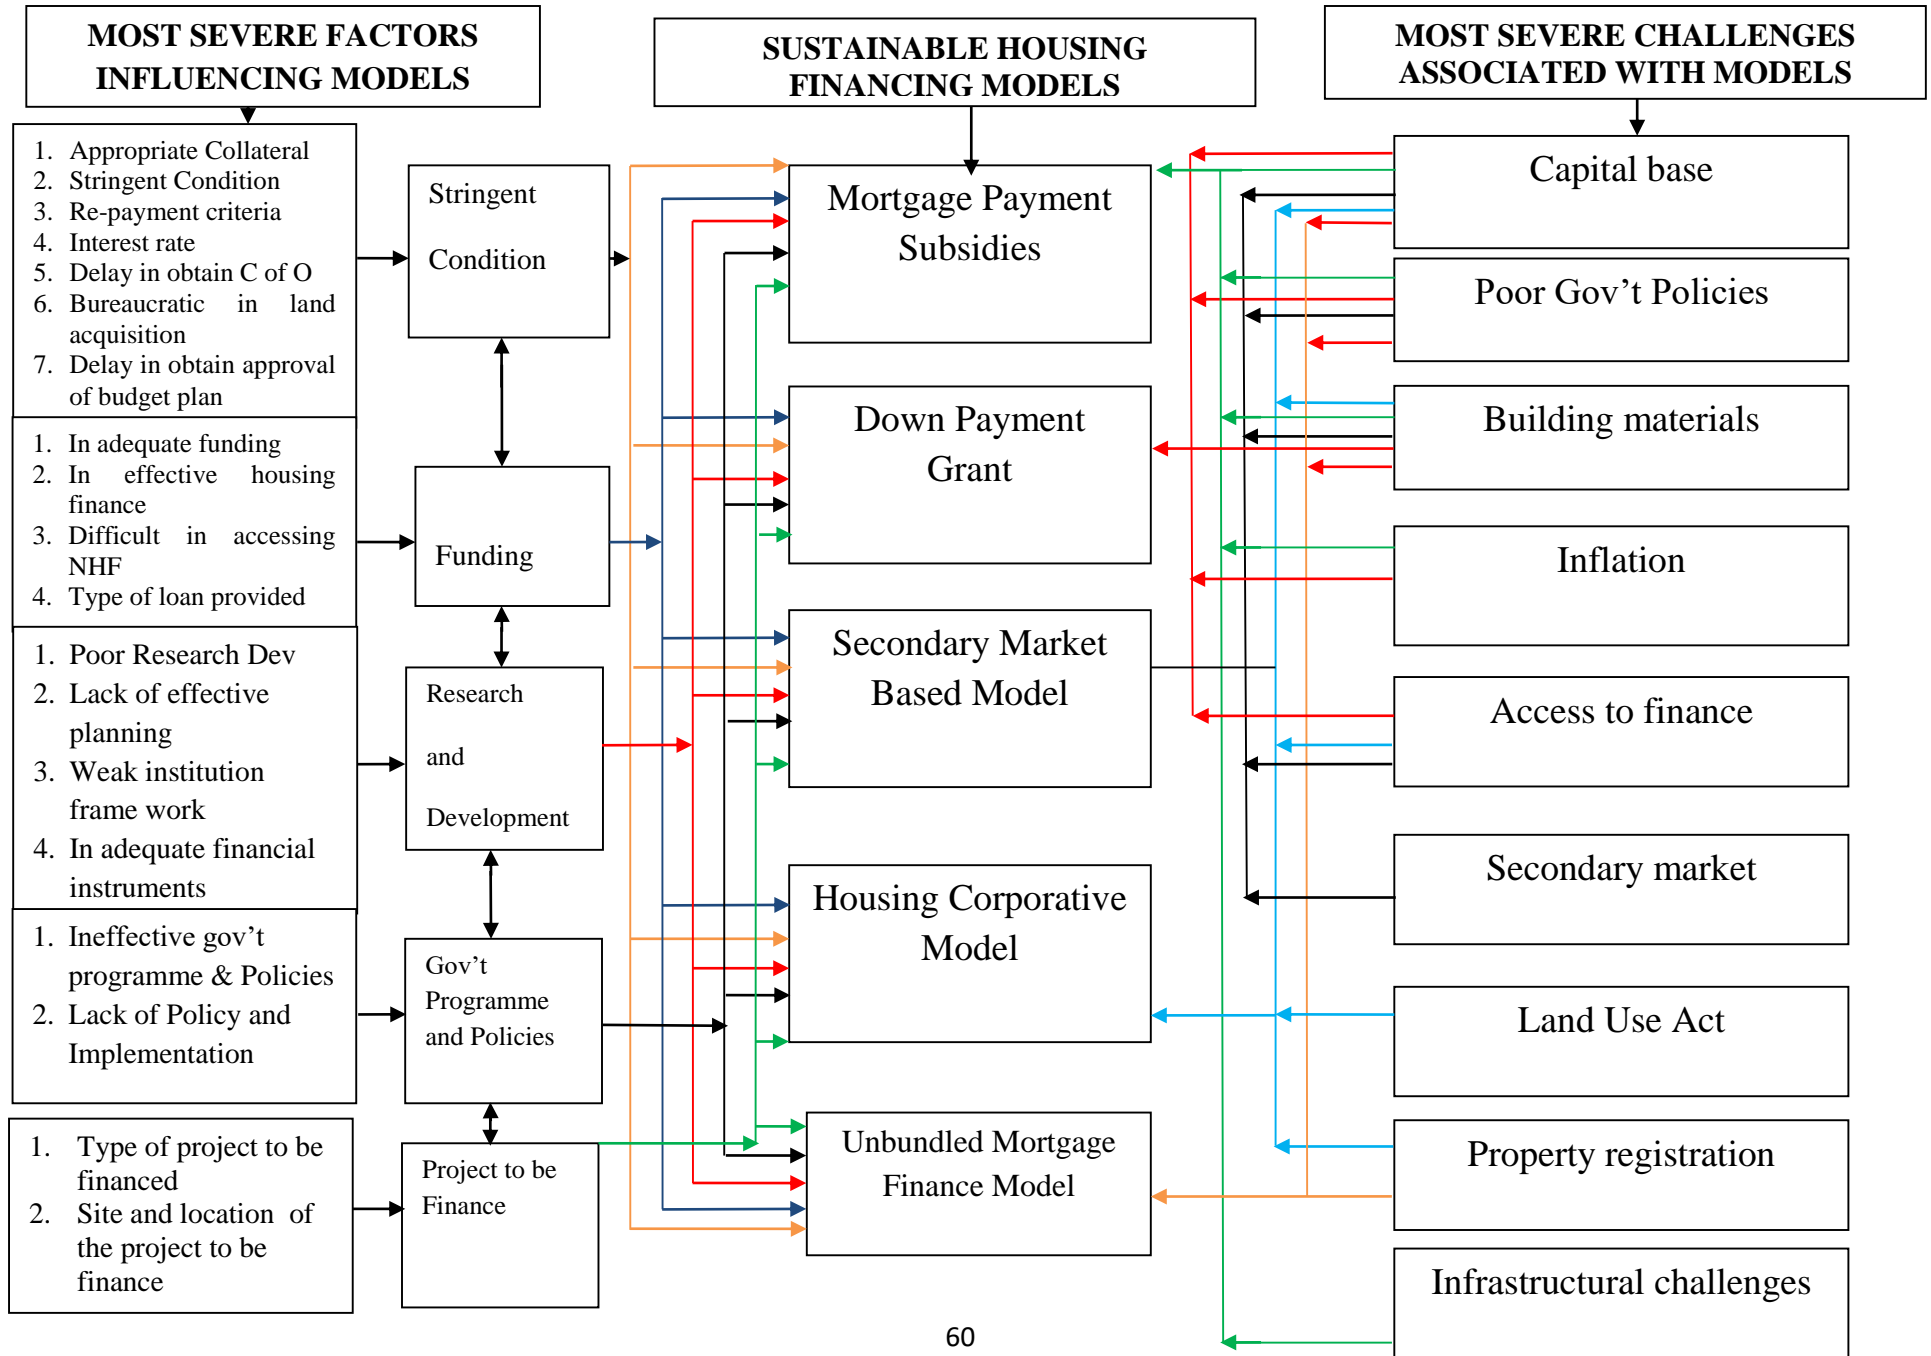 MOST SEVERE FACTORS
INFLUENCING MODELS
1. Appropriate Collateral
2. Stringent Condition
3. Re-payment criteria
4. Interest rate
5. Delay in obtain C of O
6. Bureaucratic in land
acquisition
7. Delay in obtain approval
of budget plan
1. In adequate funding
2. In effective housing
finance
3. Difficult in accessing
NHF
4. Type of loan provided
1. Poor Research Dev
2. Lack of effective
planning
3. Weak institution
frame work
4. In adequate financial
instruments
1. Ineffective gov’t
programme & Policies
2. Lack of Policy and
Implementation
1. Type of project to be
financed
2. Site and location of
the project to be
finance
Stringent
Condition
Funding
Research
and
Development
Gov’t
Programme
and Policies
Project to be
Finance
SUSTAINABLE HOUSING
FINANCING MODELS
Mortgage Payment
Subsidies
Down Payment
Grant
Secondary Market
Based Model
Housing Corporative
Model
Unbundled Mortgage
Finance Model
MOST SEVERE CHALLENGES
ASSOCIATED WITH MODELS
Capital base
Poor Gov’t Policies
Building materials
Inflation
Access to finance
Secondary market
Land Use Act
Property registration
Infrastructural challenges
60